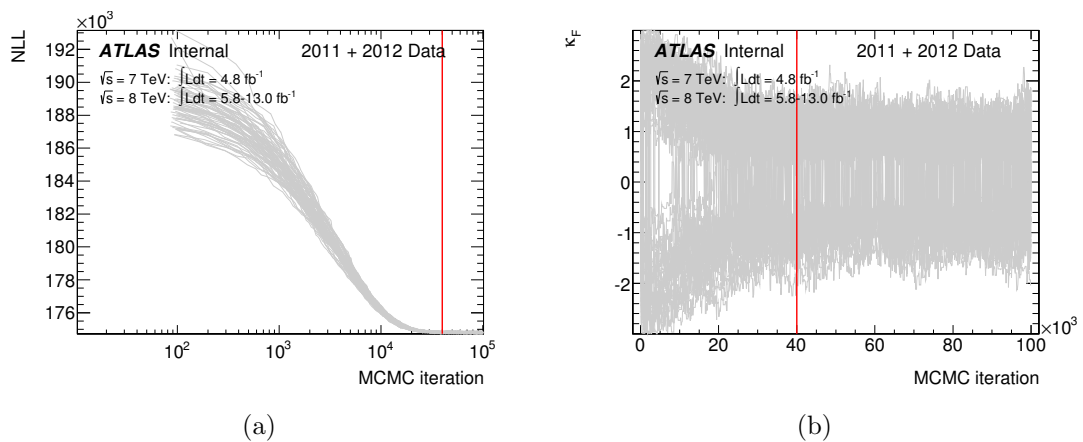 ×10³
NLL
192
190
188
186
184
182
180
178
176
ATLAS Internal
2011 + 2012 Data
√s = 7 TeV: ∫Ldt = 4.8 fb⁻¹
√s = 8 TeV: ∫Ldt = 5.8-13.0 fb⁻¹
10² 10³ 10⁴ 10⁵
MCMC iteration
(a)
κ_F
2
1
0
-1
-2
ATLAS Internal
2011 + 2012 Data
√s = 7 TeV: ∫Ldt = 4.8 fb⁻¹
√s = 8 TeV: ∫Ldt = 5.8-13.0 fb⁻¹
0 20 40 60 80 100
×10³
MCMC iteration
(b)